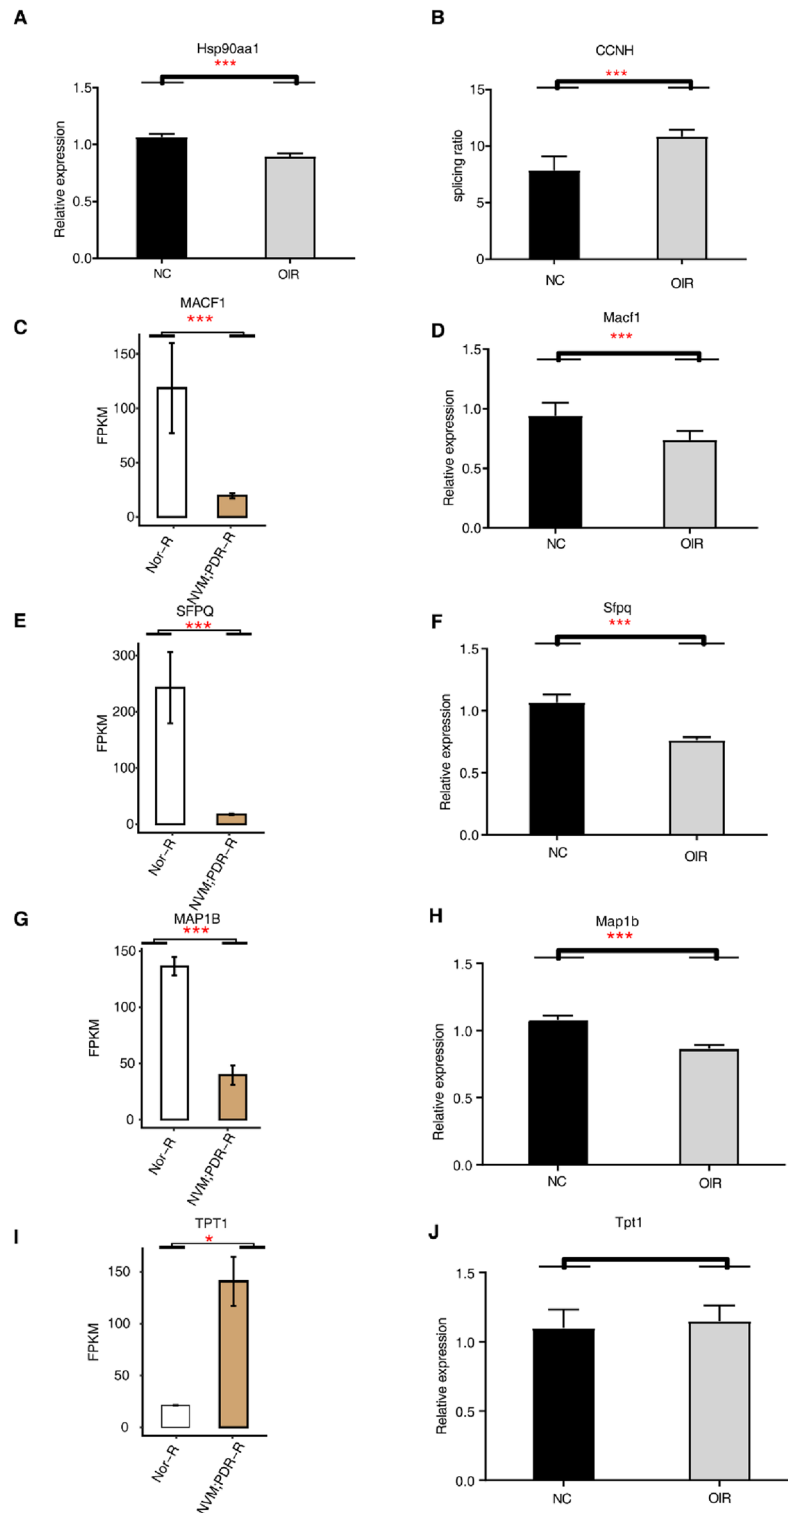 A
Hsp90aa1
***
1.5
1.0
0.5
0.0
Relative expression
NC
OIR
B
CCNH
***
15
10
5
0
splicing ratio
NC
OIR
C
MACF1
***
150
100
50
0
FPKM
Nor-R
NVM;PDR-R
D
Macf1
***
1.5
1.0
0.5
0.0
Relative expression
NC
OIR
E
SFPQ
***
300
200
100
0
FPKM
Nor-R
NVM;PDR-R
F
Sfpq
***
1.5
1.0
0.5
0.0
Relative expression
NC
OIR
G
MAP1B
***
150
100
50
0
FPKM
Nor-R
NVM;PDR-R
H
Map1b
***
1.5
1.0
0.5
0.0
Relative expression
NC
OIR
I
TPT1
*
150
100
50
0
FPKM
Nor-R
NVM;PDR-R
J
Tpt1
1.5
1.0
0.5
0.0
Relative expression
NC
OIR